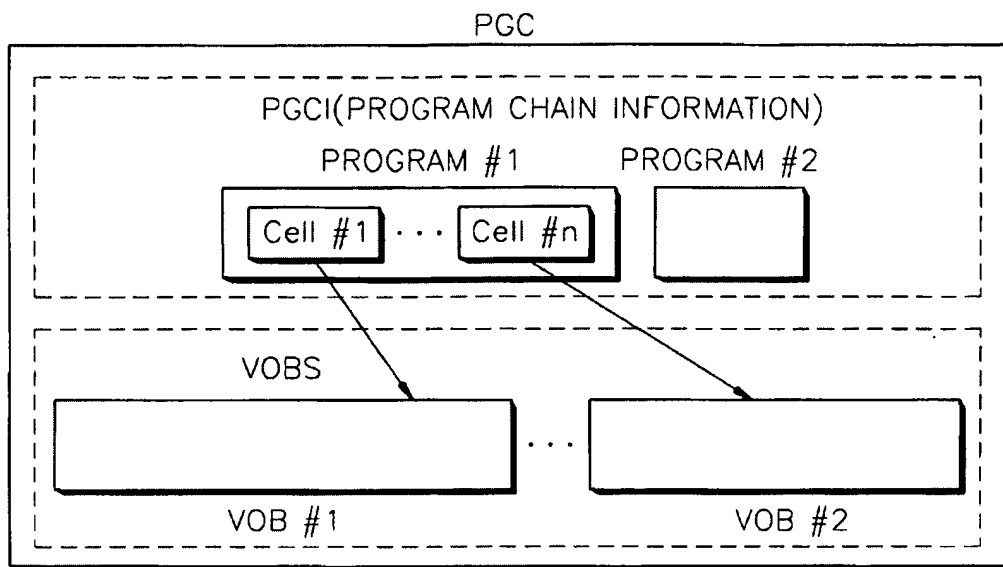 PGC
PGCI(PROGRAM CHAIN INFORMATION)
PROGRAM #1 PROGRAM #2
Cell #1 ··· Cell #n
VOBS
···
VOB #1 VOB #2